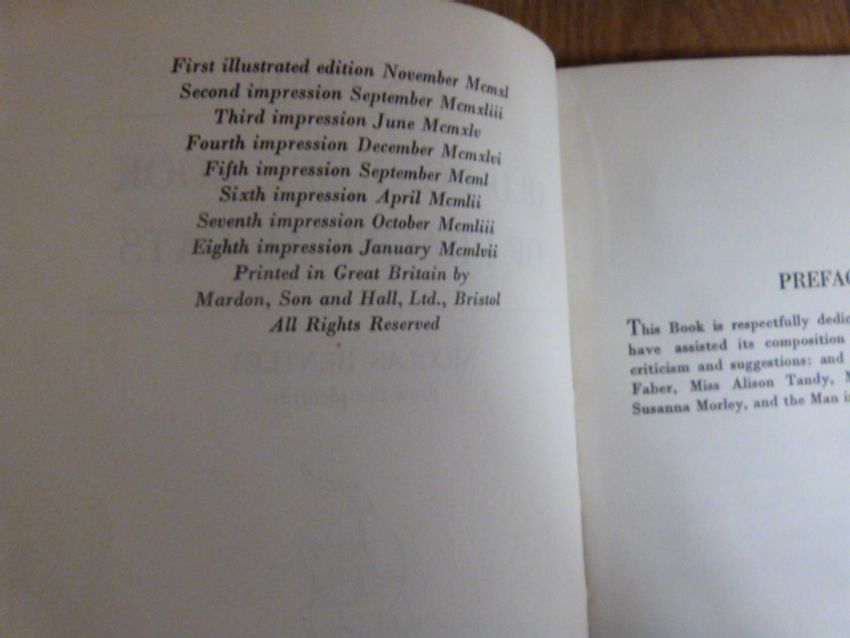 First illustrated edition November Mcmxl
Second impression September Mcmxliii
Third impression June Mcmxlv
Fourth impression December Mcmxlvi
Fifth impression September Mcml
Sixth impression April Mcmlii
Seventh impression October Mcmliii
Eighth impression January Mcmlvii
Printed in Great Britain by
Mardon, Son and Hall, Ltd., Bristol
All Rights Reserved
PREFAC
This Book is respectfully dedic
have assisted its composition
criticism and suggestions: and
Faber, Miss Alison Tandy, M
Susanna Morley, and the Man i